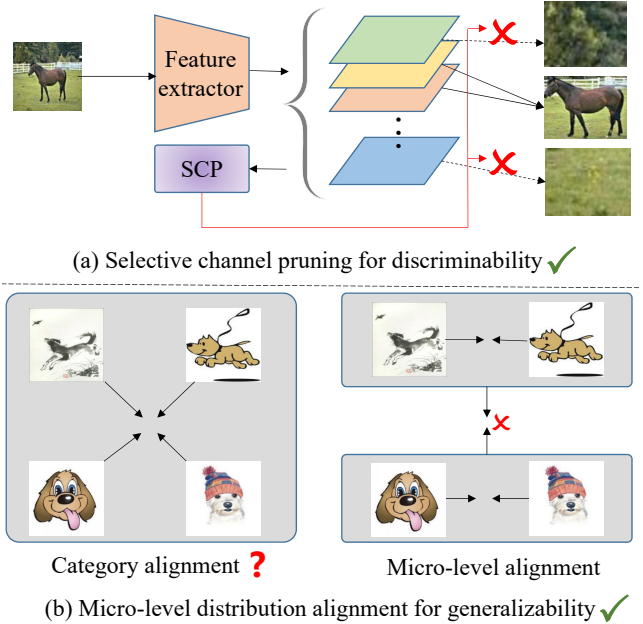 Feature
extractor
SCP
(a) Selective channel pruning for discriminability
Category alignment ?
Micro-level alignment
(b) Micro-level distribution alignment for generalizability